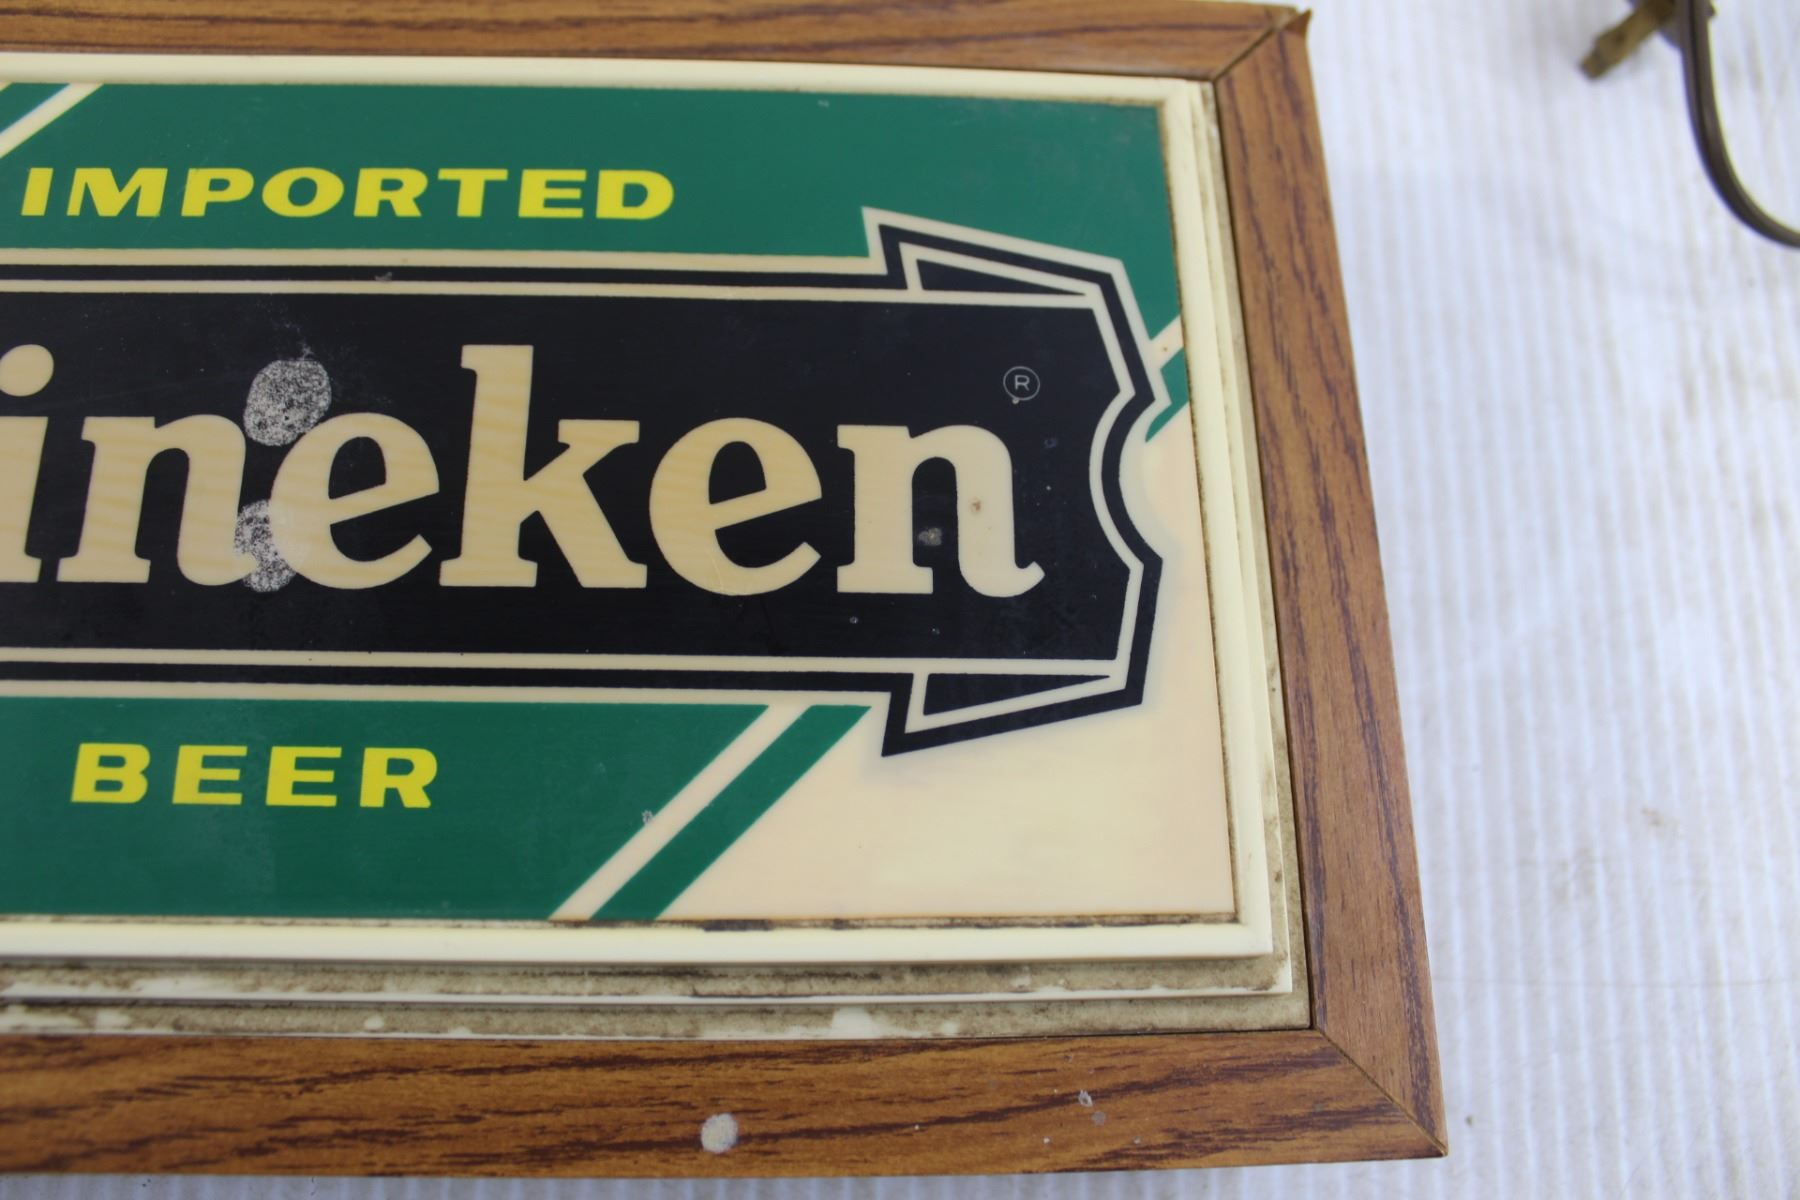 IMPORTED
ineken ®
BEER